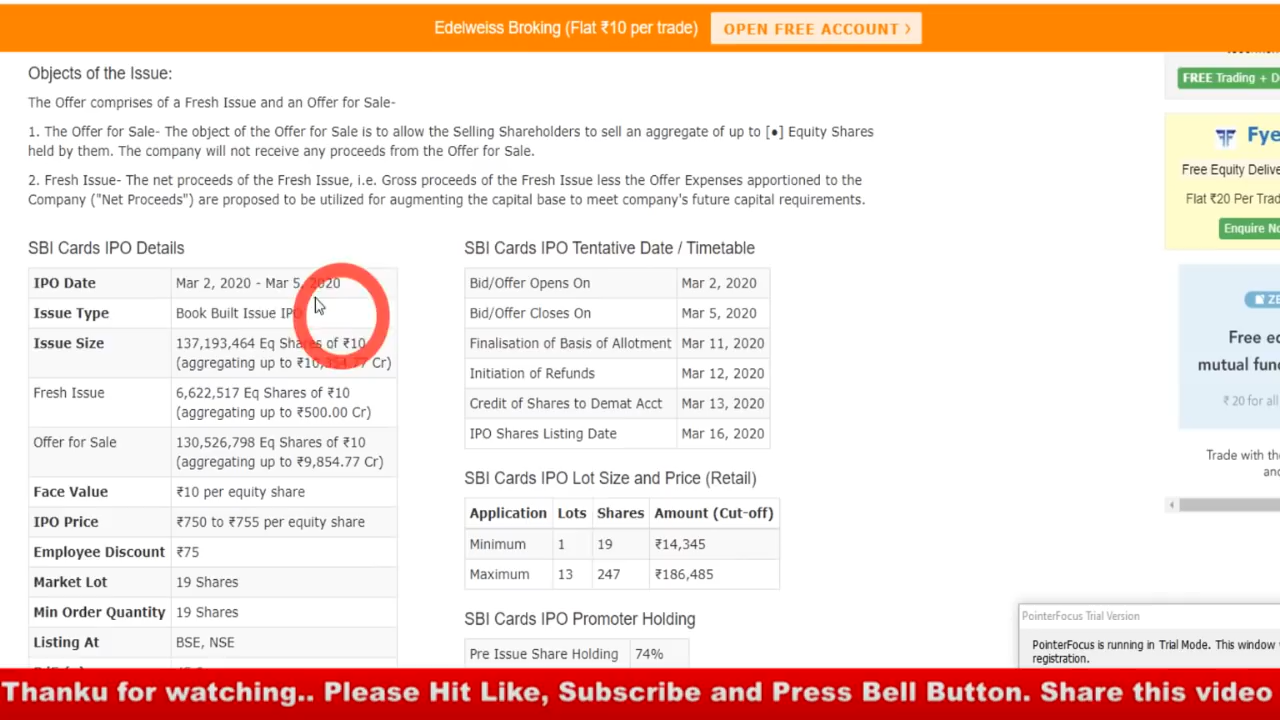 Edelweiss Broking (Flat ₹10 per trade) OPEN FREE ACCOUNT >
Objects of the Issue:
The Offer comprises of a Fresh Issue and an Offer for Sale-
1. The Offer for Sale- The object of the Offer for Sale is to allow the Selling Shareholders to sell an aggregate of up to [●] Equity Shares
held by them. The company will not receive any proceeds from the Offer for Sale.
2. Fresh Issue- The net proceeds of the Fresh Issue, i.e. Gross proceeds of the Fresh Issue less the Offer Expenses apportioned to the
Company ("Net Proceeds") are proposed to be utilized for augmenting the capital base to meet company's future capital requirements.
SBI Cards IPO Details
IPO Date Mar 2, 2020 - Mar 5, 2020
Issue Type Book Built Issue IPO
Issue Size 137,193,464 Eq Shares of ₹10
(aggregating up to ₹10,354.77 Cr)
Fresh Issue 6,622,517 Eq Shares of ₹10
(aggregating up to ₹500.00 Cr)
Offer for Sale 130,526,798 Eq Shares of ₹10
(aggregating up to ₹9,854.77 Cr)
Face Value ₹10 per equity share
IPO Price ₹750 to ₹755 per equity share
Employee Discount ₹75
Market Lot 19 Shares
Min Order Quantity 19 Shares
Listing At BSE, NSE
SBI Cards IPO Tentative Date / Timetable
Bid/Offer Opens On Mar 2, 2020
Bid/Offer Closes On Mar 5, 2020
Finalisation of Basis of Allotment Mar 11, 2020
Initiation of Refunds Mar 12, 2020
Credit of Shares to Demat Acct Mar 13, 2020
IPO Shares Listing Date Mar 16, 2020
SBI Cards IPO Lot Size and Price (Retail)
Application Lots Shares Amount (Cut-off)
Minimum 1 19 ₹14,345
Maximum 13 247 ₹186,485
SBI Cards IPO Promoter Holding
Pre Issue Share Holding 74%
FREE Trading + D
Fye
Free Equity Delive
Flat ₹20 Per Trad
Enquire No
ZE
Free eq
mutual fun
₹ 20 for all
Trade with the
and
PointerFocus Trial Version
PointerFocus is running in Trial Mode. This window
registration.
Thanku for watching.. Please Hit Like, Subscribe and Press Bell Button. Share this video